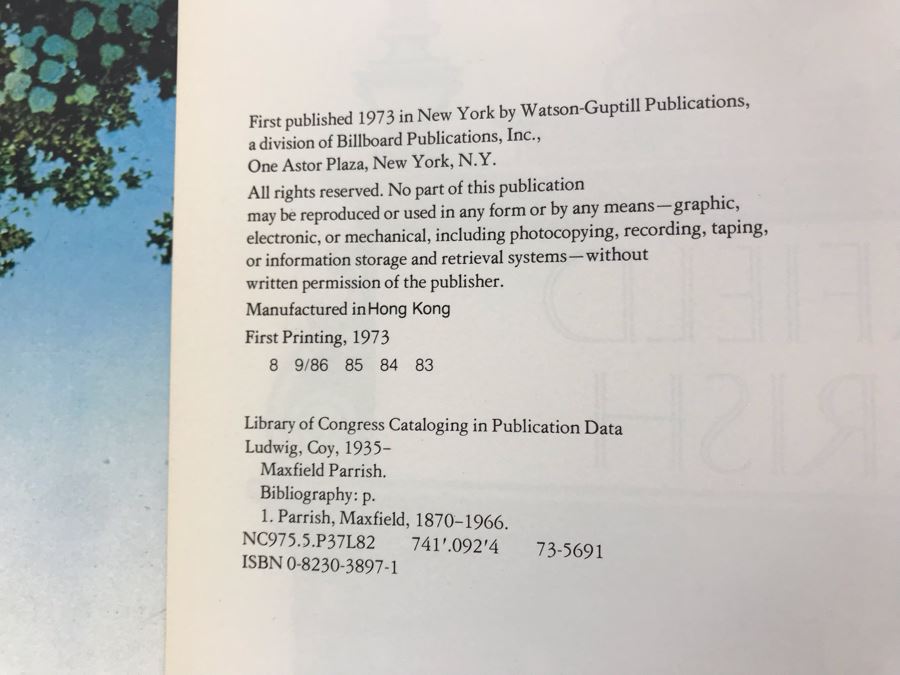 First published 1973 in New York by Watson-Guptill Publications,
a division of Billboard Publications, Inc.,
One Astor Plaza, New York, N.Y.
All rights reserved. No part of this publication
may be reproduced or used in any form or by any means—graphic,
electronic, or mechanical, including photocopying, recording, taping,
or information storage and retrieval systems—without
written permission of the publisher.
Manufactured in Hong Kong
First Printing, 1973
8 9/86 85 84 83
Library of Congress Cataloging in Publication Data
Ludwig, Coy, 1935–
Maxfield Parrish.
Bibliography: p.
1. Parrish, Maxfield, 1870–1966.
NC975.5.P37L82 741'.092'4 73-5691
ISBN 0-8230-3897-1